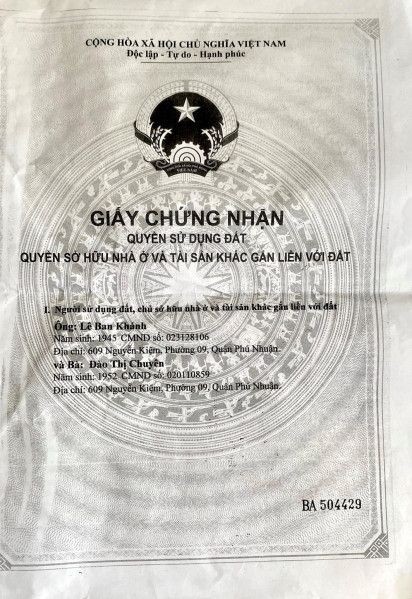 CỘNG HÒA XÃ HỘI CHỦ NGHĨA VIỆT NAM
Độc lập - Tự do - Hạnh phúc
VIỆT NAM
GIẤY CHỨNG NHẬN
QUYỀN SỬ DỤNG ĐẤT
QUYỀN SỞ HỮU NHÀ Ở VÀ TÀI SẢN KHÁC GẮN LIỀN VỚI ĐẤT
I. Người sử dụng đất, chủ sở hữu nhà ở và tài sản khác gắn liền với đất
Ông: Lê Ban Khánh
Năm sinh: 1945 CMND số: 023128106
Địa chỉ: 609 Nguyễn Kiệm, Phường 09, Quận Phú Nhuận.
và Bà: Đào Thị Chuyên
Năm sinh: 1952 CMND số: 020110859
Địa chỉ: 609 Nguyễn Kiệm, Phường 09, Quận Phú Nhuận.
BA 504429